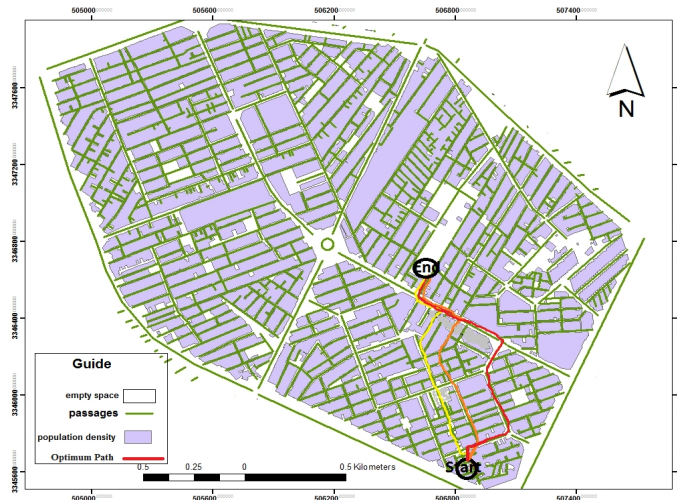 505000 505600 506200 506800 507400
3347600
N
3347200
3346800
End
3346400
Guide
empty space
passages
3346000
population density
Optimum Path
Start
0.5 0.25 0 0.5 Kilometers
3345600
505000 505600 506200 506800 507400